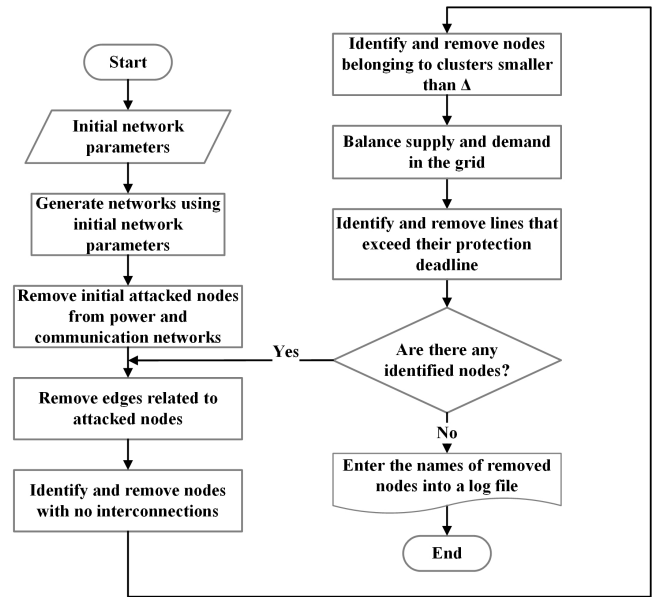 Start
Initial network
parameters
Generate networks using
initial network
parameters
Remove initial attacked nodes
from power and
communication networks
Remove edges related to
attacked nodes
Identify and remove nodes
with no interconnections
Identify and remove nodes
belonging to clusters smaller
than Δ
Balance supply and demand
in the grid
Identify and remove lines that
exceed their protection
deadline
Are there any
identified nodes?
Yes
No
Enter the names of removed
nodes into a log file
End